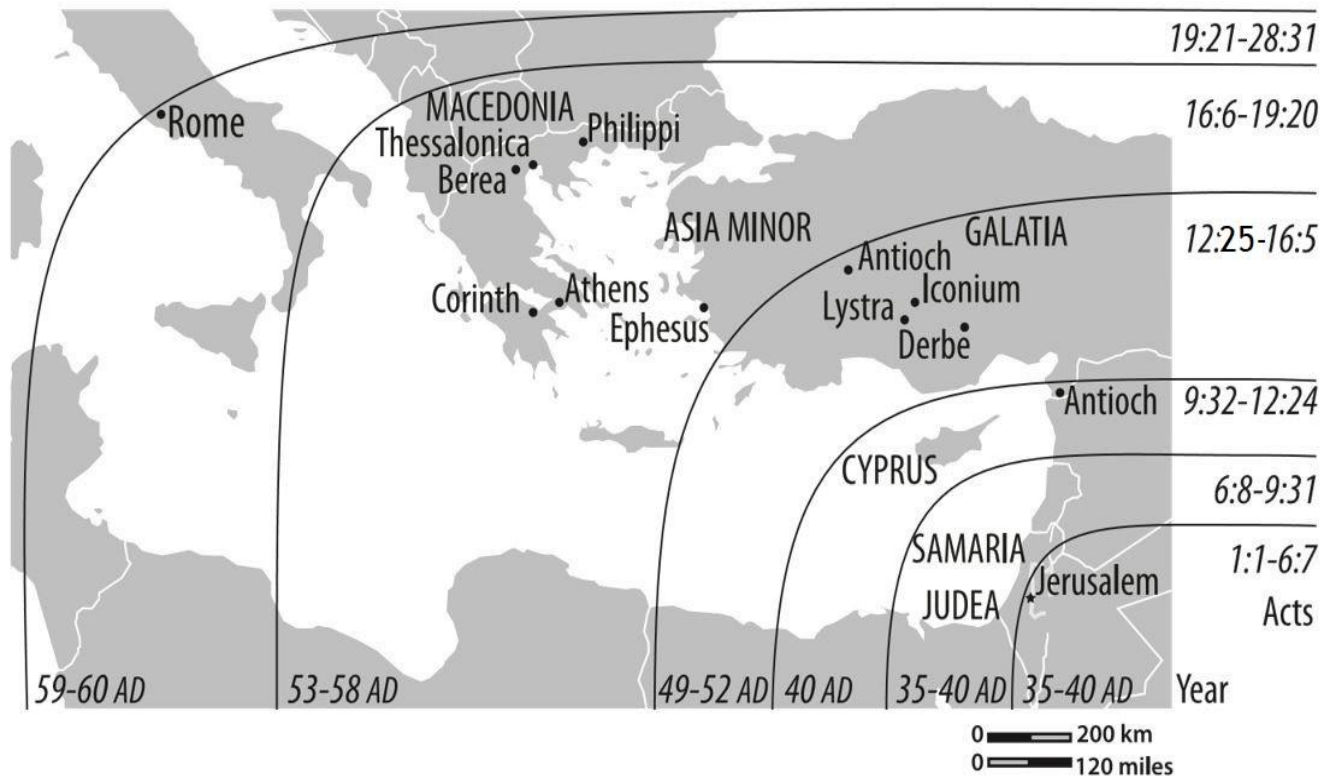 19:21-28:31
16:6-19:20
MACEDONIA
Rome
Philippi
Thessalonica
Berea
ASIA MINOR
GALATIA
12:25-16:5
Antioch
Iconium
Lystra
Athens
Corinth
Ephesus
Derbe
Antioch
9:32-12:24
CYPRUS
6:8-9:31
SAMARIA
1:1-6:7
Jerusalem
JUDEA
Acts
59-60 AD
53-58 AD
49-52 AD
40 AD
35-40 AD
35-40 AD
Year
0 200 km
0 120 miles